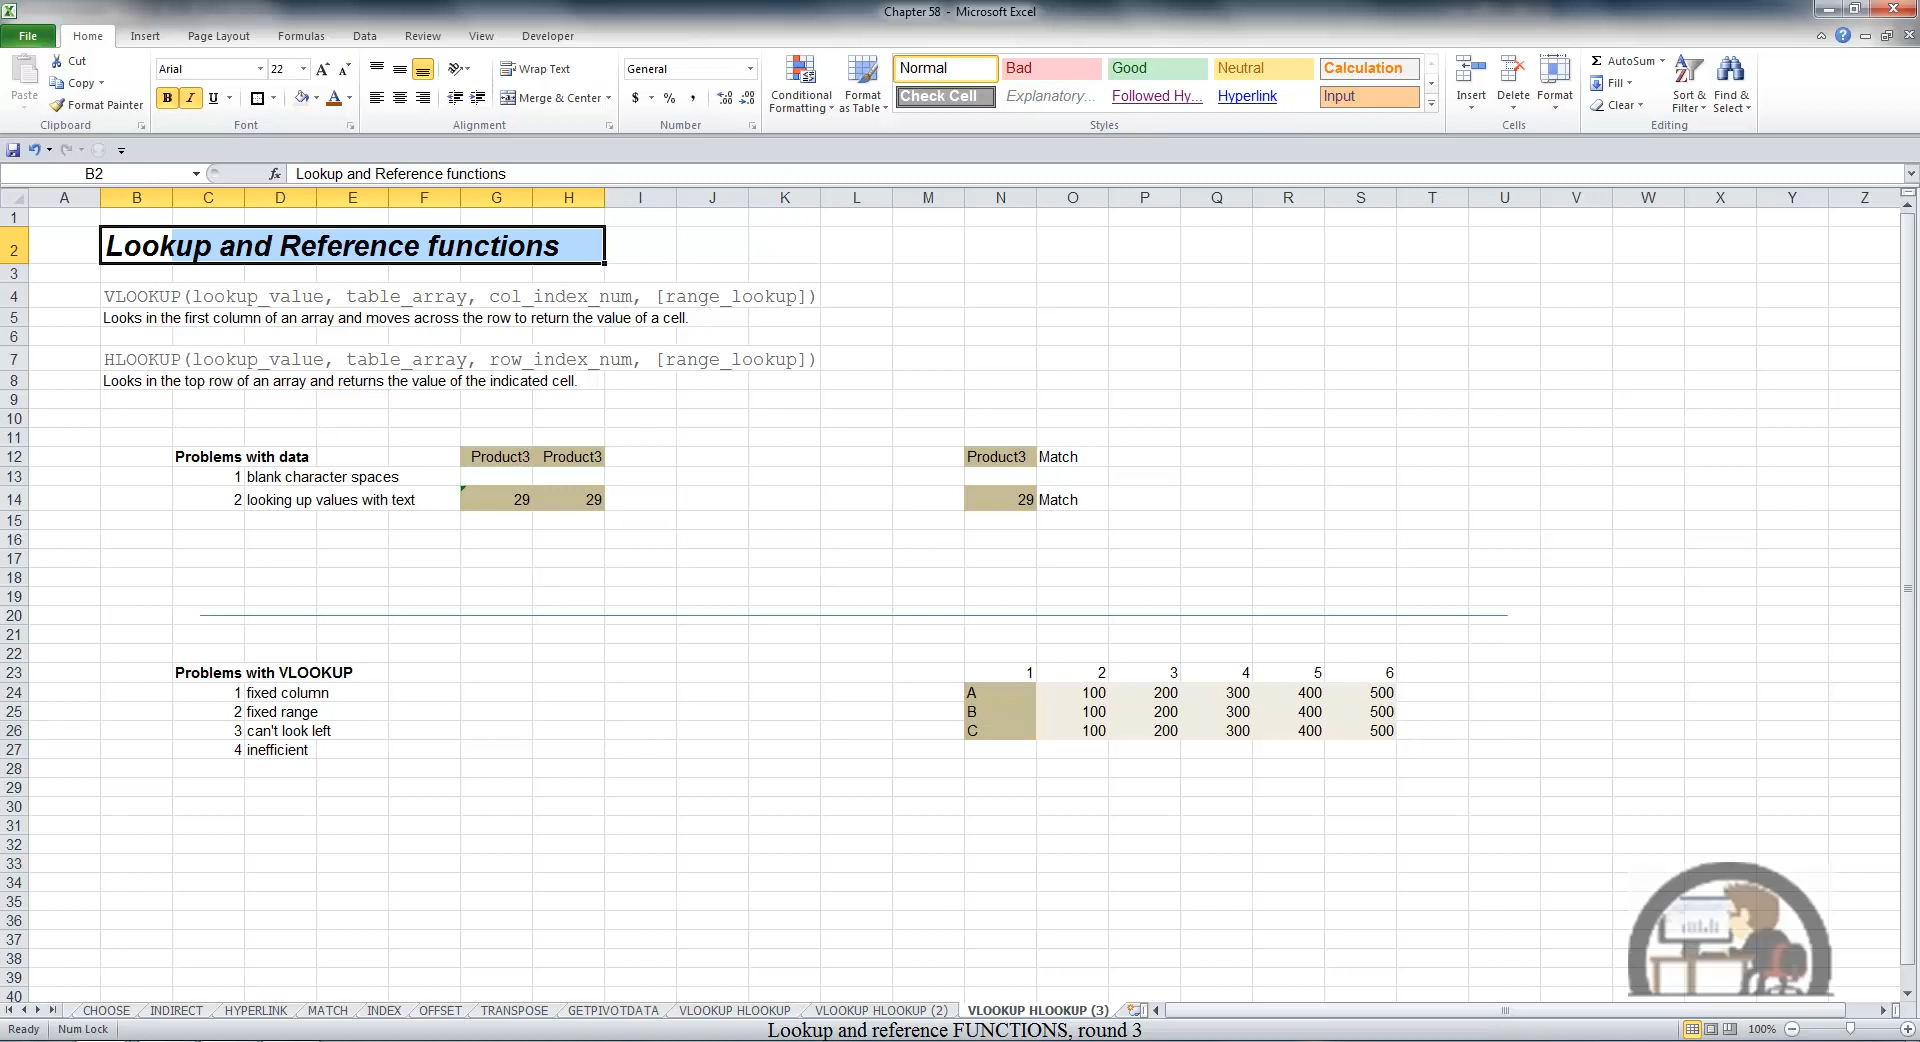 Chapter 58 - Microsoft Excel
File Home Insert Page Layout Formulas Data Review View Developer
Paste
Cut
Copy
Format Painter
Clipboard
Arial 22
B I U
Font
Wrap Text
Merge & Center
Alignment
General
$ % ,
Number
Conditional Formatting
Format as Table
Normal Bad Good Neutral Calculation
Check Cell Explanatory... Followed Hy... Hyperlink Input
Styles
Insert Delete Format
Cells
Σ AutoSum
Fill
Clear
Sort & Filter
Find & Select
Editing
B2 fx Lookup and Reference functions
A B C D E F G H I J K L M N O P Q R S T U V W X Y Z
1
2 Lookup and Reference functions
3
4 VLOOKUP(lookup_value, table_array, col_index_num, [range_lookup])
5 Looks in the first column of an array and moves across the row to return the value of a cell.
6
7 HLOOKUP(lookup_value, table_array, row_index_num, [range_lookup])
8 Looks in the top row of an array and returns the value of the indicated cell.
9
10
11
12 Problems with data Product3 Product3 Product3 Match
13 1 blank character spaces
14 2 looking up values with text 29 29 29 Match
15
16
17
18
19
20
21
22
23 Problems with VLOOKUP 1 2 3 4 5 6
24 1 fixed column A 100 200 300 400 500
25 2 fixed range B 100 200 300 400 500
26 3 can't look left C 100 200 300 400 500
27 4 inefficient
28
29
30
31
32
33
34
35
36
37
38
39
40
CHOOSE INDIRECT HYPERLINK MATCH INDEX OFFSET TRANSPOSE GETPIVOTDATA VLOOKUP HLOOKUP VLOOKUP HLOOKUP (2) VLOOKUP HLOOKUP (3)
Ready Num Lock Lookup and reference FUNCTIONS, round 3 100%